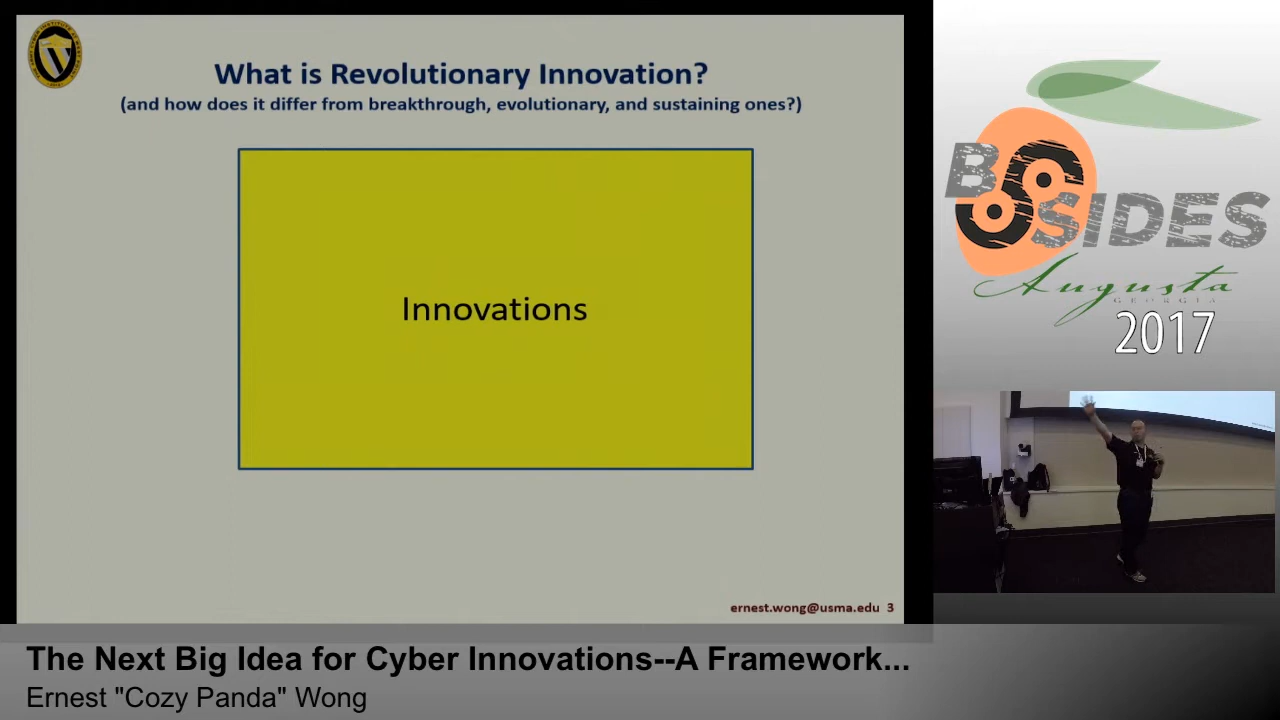 What is Revolutionary Innovation?
(and how does it differ from breakthrough, evolutionary, and sustaining ones?)
Innovations
ernest.wong@usma.edu 3
BSIDES
Augusta
GEORGIA
2017
The Next Big Idea for Cyber Innovations--A Framework...
Ernest "Cozy Panda" Wong